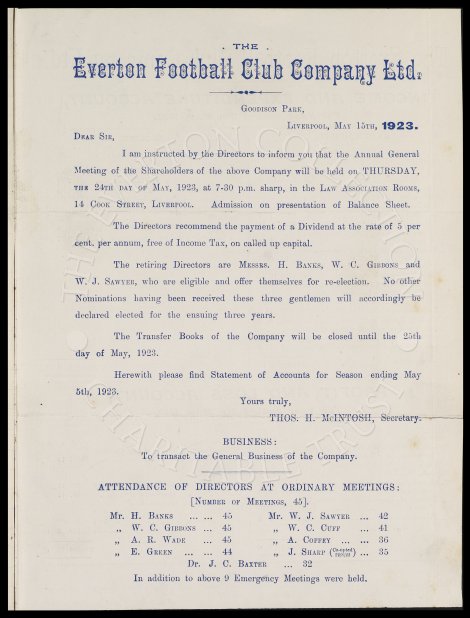 . THE .
Everton Football Club Company Ltd.
GOODISON PARK,
LIVERPOOL, MAY 15TH, 1923.
DEAR SIR,
I am instructed by the Directors to inform you that the Annual General
Meeting of the Shareholders of the above Company will be held on THURSDAY,
THE 24TH DAY OF MAY, 1923, at 7-30 p.m. sharp, in the LAW ASSOCIATION ROOMS,
14 COOK STREET, LIVERPOOL. Admission on presentation of Balance Sheet.
The Directors recommend the payment of a Dividend at the rate of 5 per
cent. per annum, free of Income Tax, on called up capital.
The retiring Directors are MESSRS. H. BANKS, W. C. GIBBONS and
W. J. SAWYER, who are eligible and offer themselves for re-election. No other
Nominations having been received these three gentlemen will accordingly be
declared elected for the ensuing three years.
The Transfer Books of the Company will be closed until the 25th
day of May, 1923.
Herewith please find Statement of Accounts for Season ending May
5th, 1923.
Yours truly,
THOS. H. McINTOSH, Secretary.
BUSINESS:
To transact the General Business of the Company.
ATTENDANCE OF DIRECTORS AT ORDINARY MEETINGS:
[NUMBER OF MEETINGS, 45].
MR. H. BANKS ... ... 45 MR. W. J. SAWYER ... 42
„ W. C. GIBBONS ... 45 „ W. C. CUFF ... 41
„ A. R. WADE ... 45 „ A. COFFEY ... ... 36
„ E. GREEN ... ... 44 „ J. SHARP (Co-opted ) ... 35
DR. J. C. BAXTER ... 32
In addition to above 9 Emergency Meetings were held.
THE EVERTON COLLECTION
CHARITABLE TRUST